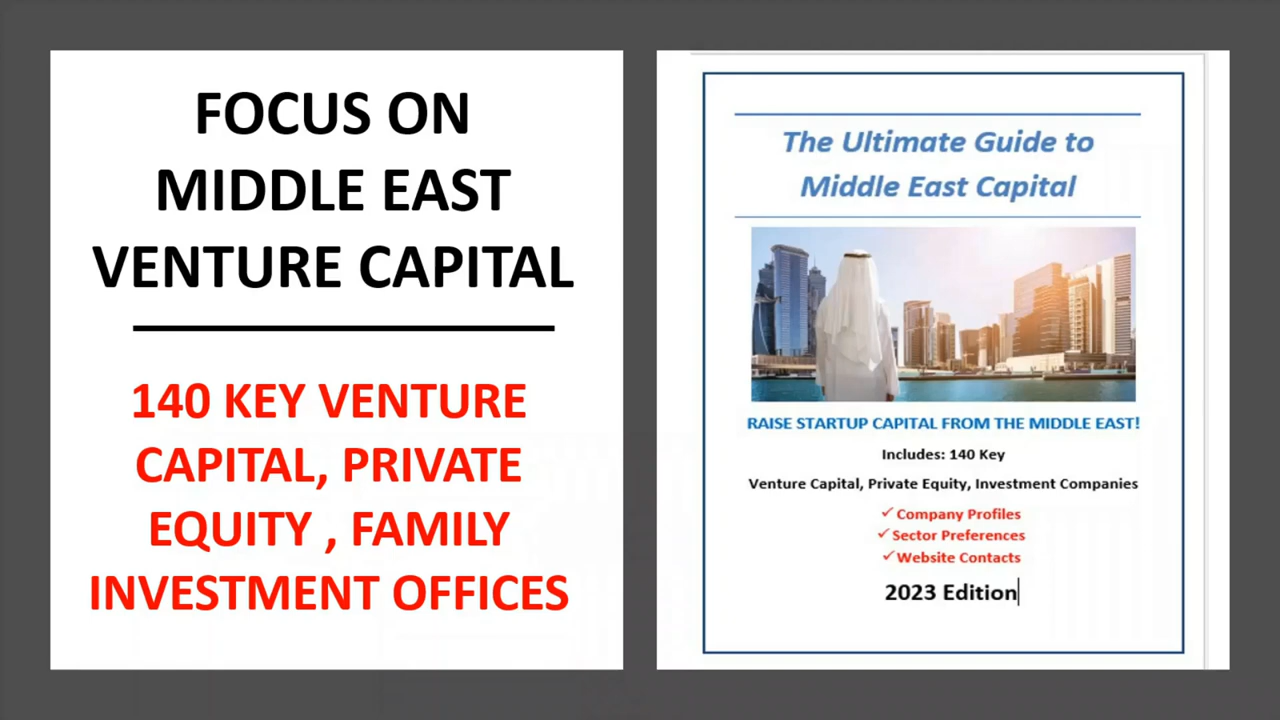 FOCUS ON
MIDDLE EAST
VENTURE CAPITAL
140 KEY VENTURE
CAPITAL, PRIVATE
EQUITY , FAMILY
INVESTMENT OFFICES
The Ultimate Guide to
Middle East Capital
RAISE STARTUP CAPITAL FROM THE MIDDLE EAST!
Includes: 140 Key
Venture Capital, Private Equity, Investment Companies
✓ Company Profiles
✓ Sector Preferences
✓ Website Contacts
2023 Edition